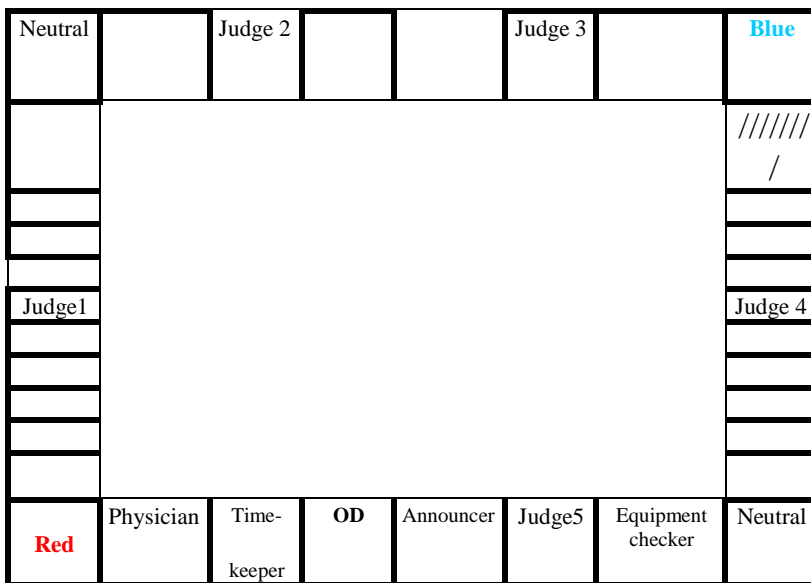 Neutral
Judge 2
Judge 3
Blue
///////
/
Judge1
Judge 4
Red
Physician
Time-
keeper
OD
Announcer
Judge5
Equipment
checker
Neutral